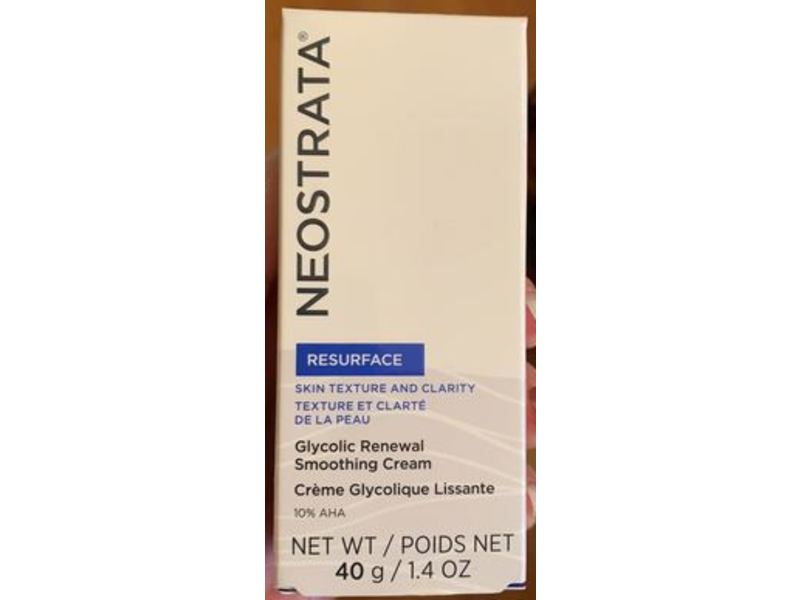 NEOSTRATA®
RESURFACE
SKIN TEXTURE AND CLARITY
TEXTURE ET CLARTÉ
DE LA PEAU
Glycolic Renewal
Smoothing Cream
Crème Glycolique Lissante
10% AHA
NET WT / POIDS NET
40 g / 1.4 OZ